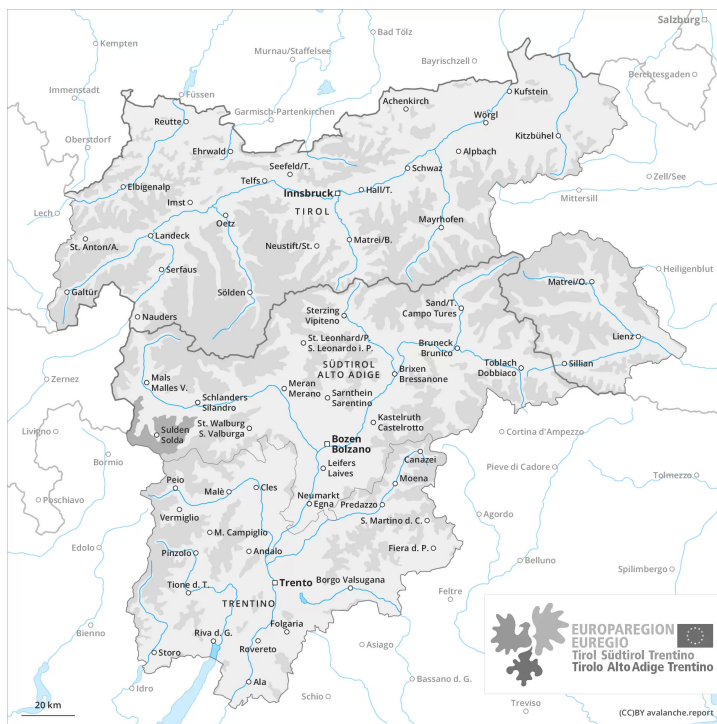 Salzburg
Kempten
Bad Tölz
Murnau/Staffelsee
Bayrischzell
Berchtesgaden
Immenstadt
Füssen
Garmisch-Partenkirchen
Achenkirch
Kufstein
Reutte
Wörgl
Oberstdorf
Ehrwald
Kitzbühel
Alpbach
Seefeld/T.
Telfs
Schwaz
Zell/See
Elbigenalp
Innsbruck
Hall/T.
Mittersill
Imst
TIROL
Lech
Oetz
Mayrhofen
St. Anton/A.
Landeck
Neustift/St.
Matrei/B.
Serfaus
Heiligenblut
Matrei/O.
Galtür
Sölden
Nauders
Sterzing
Vipiteno
Sand/T.
Campo Tures
St. Leonhard/P.
S. Leonardo i. P.
Lienz
Bruneck
Brunico
SÜDTIROL
ALTO ADIGE
Toblach
Dobbiaco
Sillian
Zernez
Mals
Malles V.
Meran
Merano
Brixen
Bressanone
Schlanders
Silandro
Sarnthein
Sarentino
St. Walburg
S. Valburga
Kastelruth
Castelrotto
Livigno
Sulden
Solda
Cortina d'Ampezzo
Bozen
Bolzano
Bormio
Canazei
Leifers
Laives
Pieve di Cadore
Tolmezzo
Peio
Moena
Malè
Cles
Neumarkt
Egna
Predazzo
Poschiavo
Vermiglio
Agordo
S. Martino d. C.
M. Campiglio
Edolo
Pinzolo
Andalo
Fiera d. P.
Belluno
Spilimbergo
Trento
Borgo Valsugana
Tione d. T.
Feltre
TRENTINO
Folgaria
Bienno
Riva d. G.
Rovereto
Asiago
Storo
Ala
Idro
Bassano d. G.
Schio
Treviso
EUROPAREGION
EUREGIO
Tirol Südtirol Trentino
Tirolo Alto Adige Trentino
20 km
(CC)BY avalanche.report